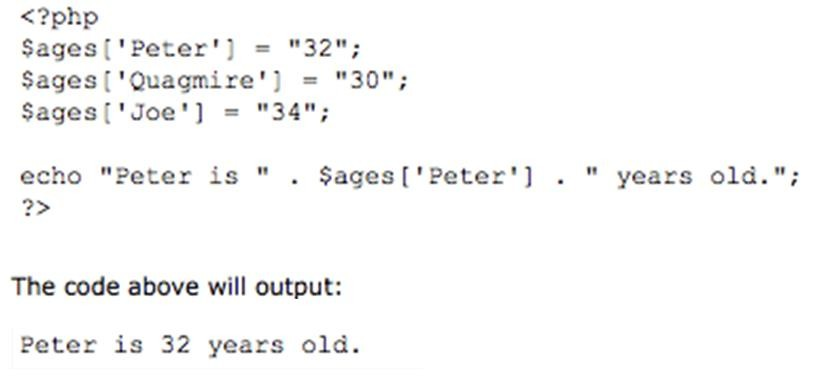 <?php
$ages['Peter'] = "32";
$ages['Quagmire'] = "30";
$ages['Joe'] = "34";
echo "Peter is " . $ages['Peter'] . " years old.";
?>
The code above will output:
Peter is 32 years old.